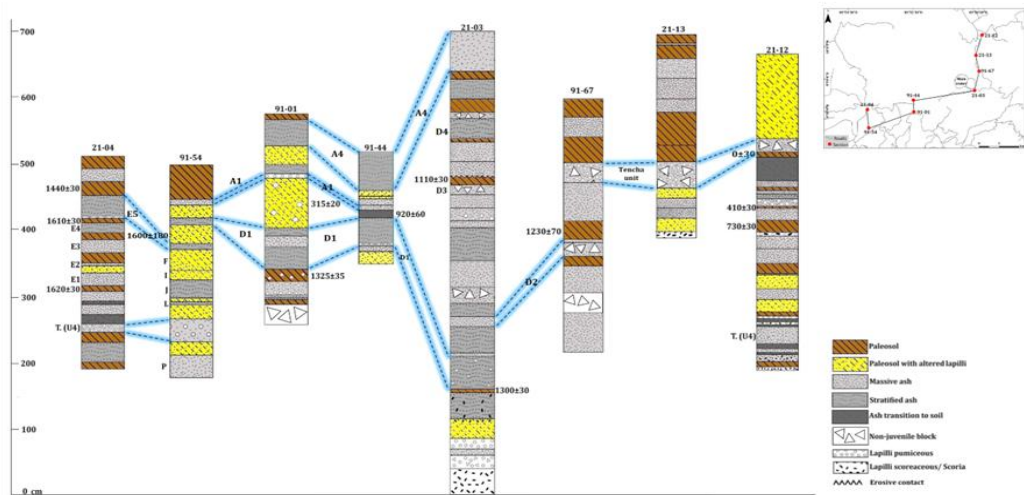 700
600
500
400
300
200
100
0 cm
21-04
1440±30
1610±30
E5
E4
E3
E2
E1
1620±30
T. (U4)
91-54
1600±180
F
I
J
L
P
A1
D1
91-01
315±20
1325±35
A4
A1
D1
91-44
920±60
D1
21-03
A4
D4
1110±30
D3
1300±30
91-67
1230±70
D2
Tencha
unit
21-13
21-12
0±30
410±30
730±30
T. (U4)
Paleosol
Paleosol with altered lapilli
Massive ash
Stratified ash
Ash transition to soil
Non-juvenile block
Lapilli pumiceous
Lapilli scoreaceous/ Scoria
Erosive contact
21-13
91-67
21-03
91-44
91-01
21-04
91-54